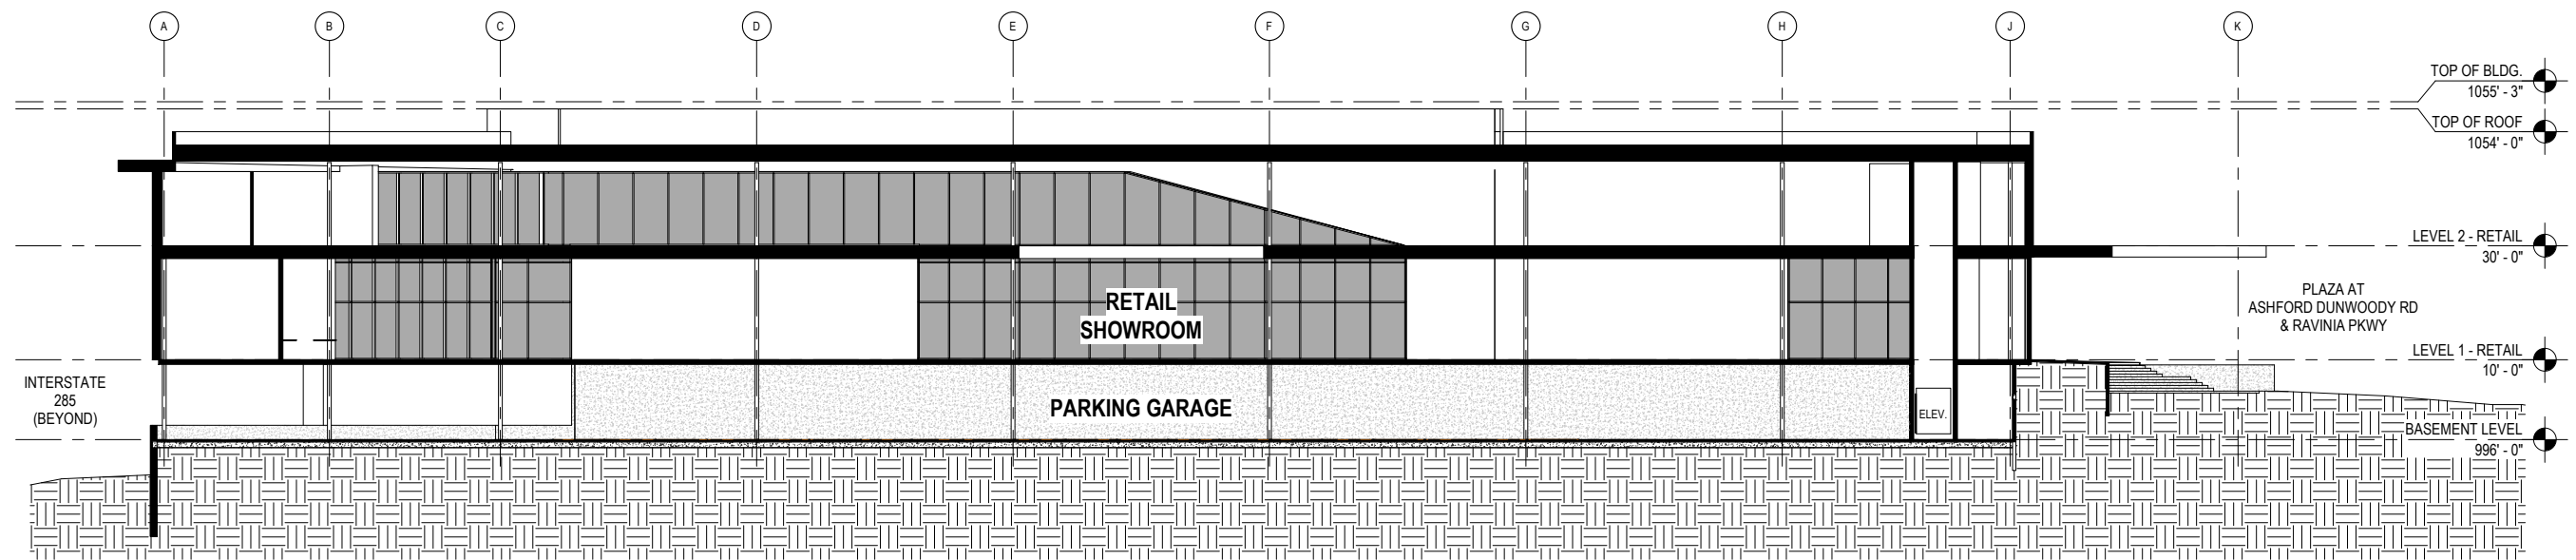 A B C D E F G H J K
TOP OF BLDG.
1055' - 3"
TOP OF ROOF
1054' - 0"
LEVEL 2 - RETAIL
30' - 0"
PLAZA AT
ASHFORD DUNWOODY RD
& RAVINIA PKWY
RETAIL
SHOWROOM
LEVEL 1 - RETAIL
10' - 0"
INTERSTATE
285
(BEYOND)
PARKING GARAGE
ELEV.
BASEMENT LEVEL
996' - 0"